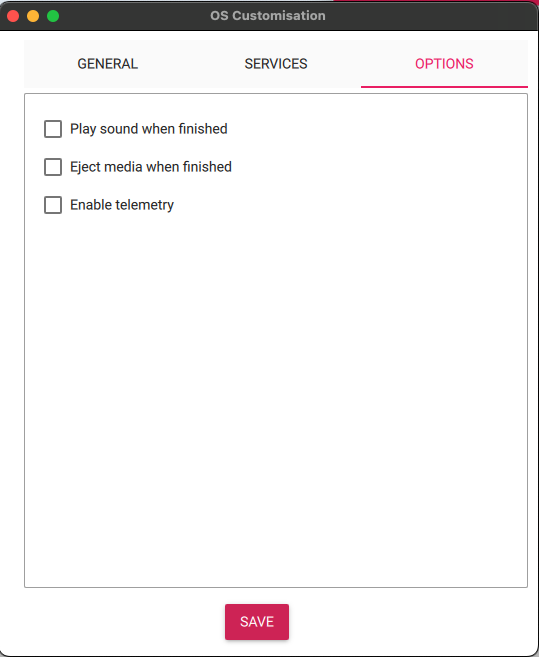 OS Customisation
GENERAL SERVICES OPTIONS
Play sound when finished
Eject media when finished
Enable telemetry
SAVE